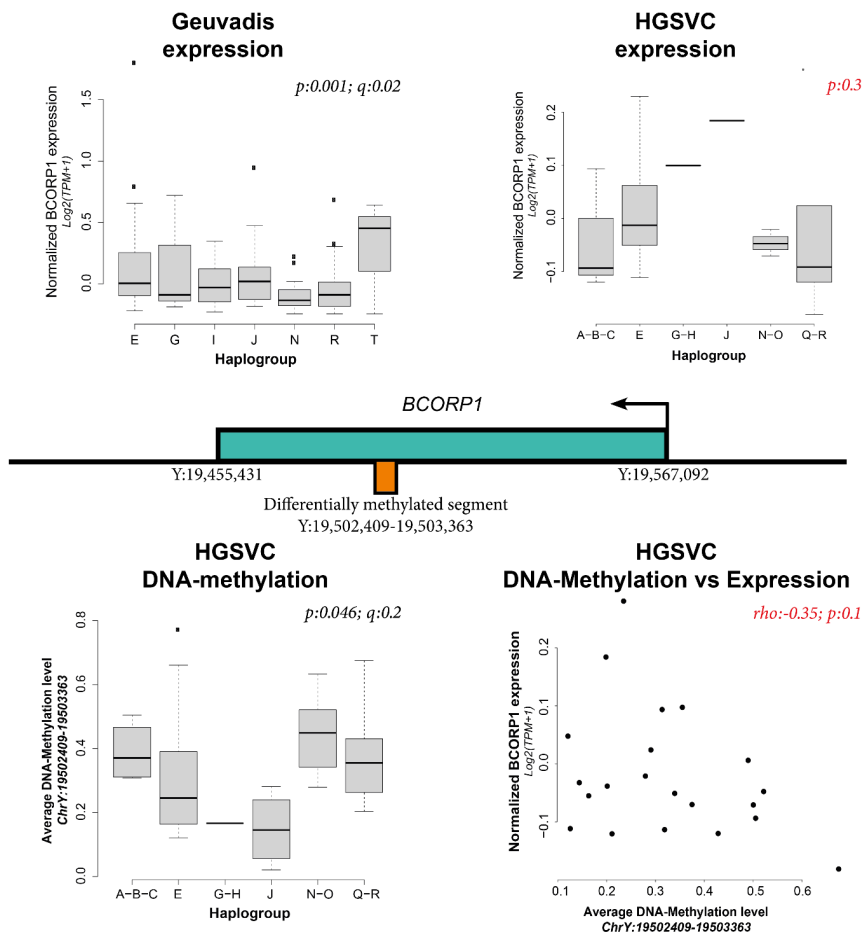 Geuvadis
expression
p:0.001; q:0.02
Normalized BCORP1 expression
Log2(TPM+1)
1.5
1.0
0.5
0.0
E G I J N R T
Haplogroup
HGSVC
expression
p:0.3
Normalized BCORP1 expression
Log2(TPM+1)
0.2
0.1
0.0
−0.1
A−B−C E G−H J N−O Q−R
Haplogroup
BCORP1
Y:19,455,431
Y:19,567,092
Differentially methylated segment
Y:19,502,409-19,503,363
HGSVC
DNA-methylation
p:0.046; q:0.2
Average DNA-Methylation level
ChrY:19502409-19503363
0.8
0.6
0.4
0.2
0.0
A−B−C E G−H J N−O Q−R
Haplogroup
HGSVC
DNA-Methylation vs Expression
rho:-0.35; p:0.1
Normalized BCORP1 expression
Log2(TPM+1)
0.2
0.1
0.0
−0.1
0.1 0.2 0.3 0.4 0.5 0.6
Average DNA-Methylation level
ChrY:19502409-19503363